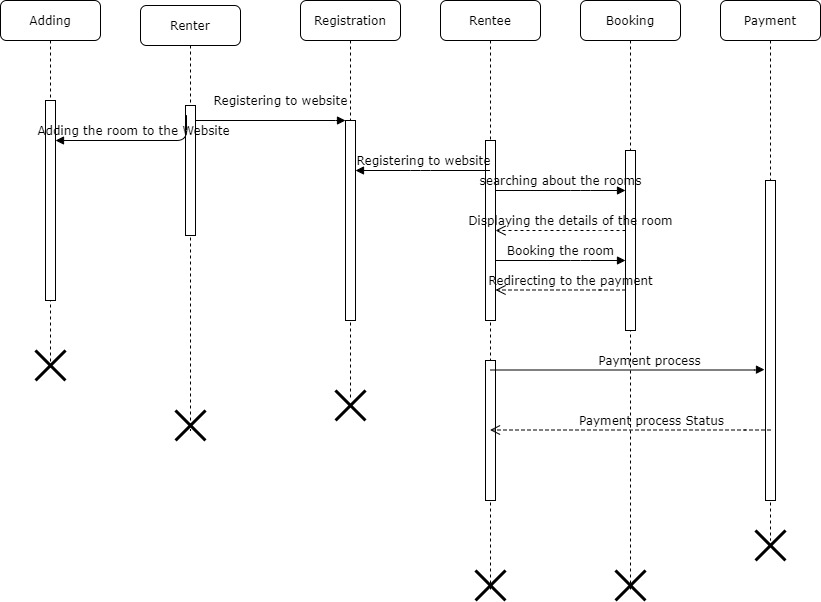 Adding
Renter
Registration
Rentee
Booking
Payment
Registering to website
Adding the room to the Website
Registering to website
searching about the rooms
Displaying the details of the room
Booking the room
Redirecting to the payment
Payment process
Payment process Status